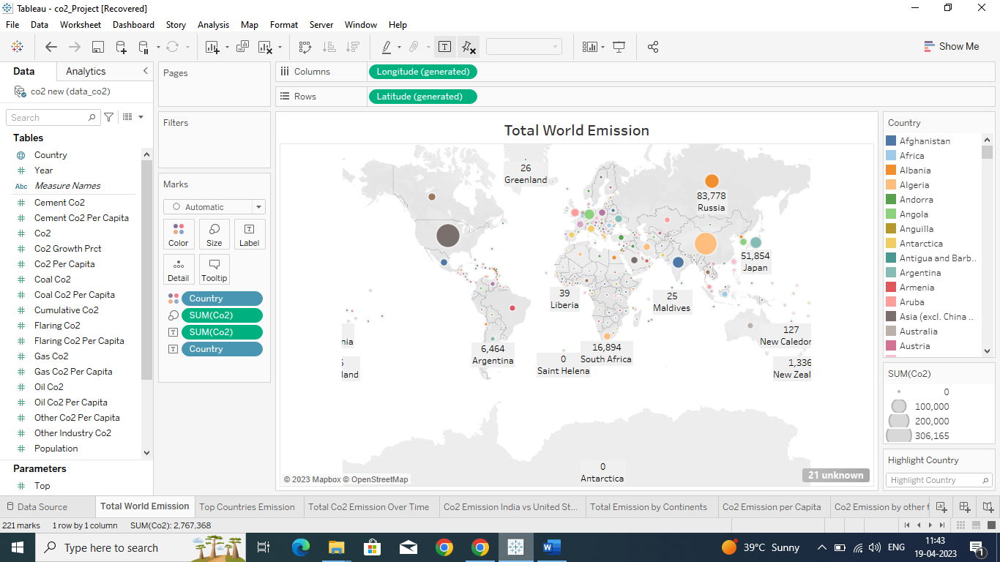 Tableau - co2_Project [Recovered]
File Data Worksheet Dashboard Story Analysis Map Format Server Window Help
Show Me
Data Analytics
co2 new (data_co2)
Search
Tables
Country
Year
Abc Measure Names
Cement Co2
Cement Co2 Per Capita
Co2
Co2 Growth Prct
Co2 Per Capita
Coal Co2
Coal Co2 Per Capita
Cumulative Co2
Flaring Co2
Flaring Co2 Per Capita
Gas Co2
Gas Co2 Per Capita
Oil Co2
Oil Co2 Per Capita
Other Co2 Per Capita
Other Industry Co2
Population
Parameters
Top
Pages
Filters
Marks
Automatic
Color Size Label
Detail Tooltip
Country
SUM(Co2)
SUM(Co2)
Country
Columns Longitude (generated)
Rows Latitude (generated)
Total World Emission
26
Greenland
83,778
Russia
51,854
Japan
39
Liberia
25
Maldives
nia
127
New Caledor
6,464
Argentina
16,894
South Africa
0
Saint Helena
land
1,336
New Zeal
0
Antarctica
© 2023 Mapbox © OpenStreetMap
21 unknown
Country
Afghanistan
Africa
Albania
Algeria
Andorra
Angola
Anguilla
Antarctica
Antigua and Barb..
Argentina
Armenia
Aruba
Asia (excl. China ..
Australia
Austria
SUM(Co2)
0
100,000
200,000
306,165
Highlight Country
Highlight Country
Data Source Total World Emission Top Countries Emission Total Co2 Emission Over Time Co2 Emission India vs United St... Total Emission by Continents Co2 Emission per Capita Co2 Emission by other f
221 marks 1 row by 1 column SUM(Co2): 2,767,368
Type here to search
39°C Sunny
ENG
11:43
19-04-2023
1